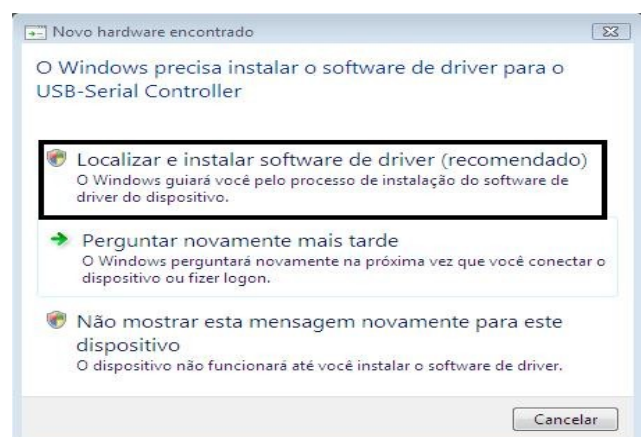 Novo hardware encontrado
O Windows precisa instalar o software de driver para o
USB-Serial Controller
Localizar e instalar software de driver (recomendado)
O Windows guiará você pelo processo de instalação do software de
driver do dispositivo.
Perguntar novamente mais tarde
O Windows perguntará novamente na próxima vez que você conectar o
dispositivo ou fizer logon.
Não mostrar esta mensagem novamente para este
dispositivo
O dispositivo não funcionará até você instalar o software de driver.
Cancelar